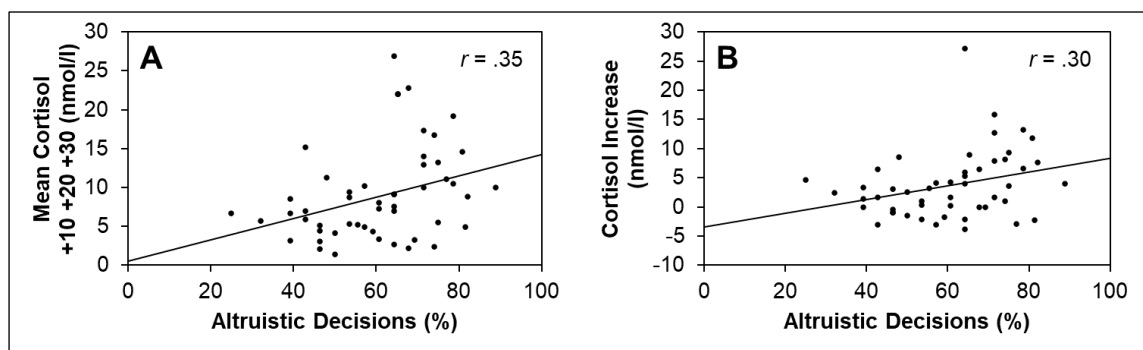 A
r = .35
30
25
20
15
10
5
0
Mean Cortisol
+10 +20 +30 (nmol/l)
0 20 40 60 80 100
Altruistic Decisions (%)
B
r = .30
30
25
20
15
10
5
0
-5
-10
Cortisol Increase
(nmol/l)
0 20 40 60 80 100
Altruistic Decisions (%)